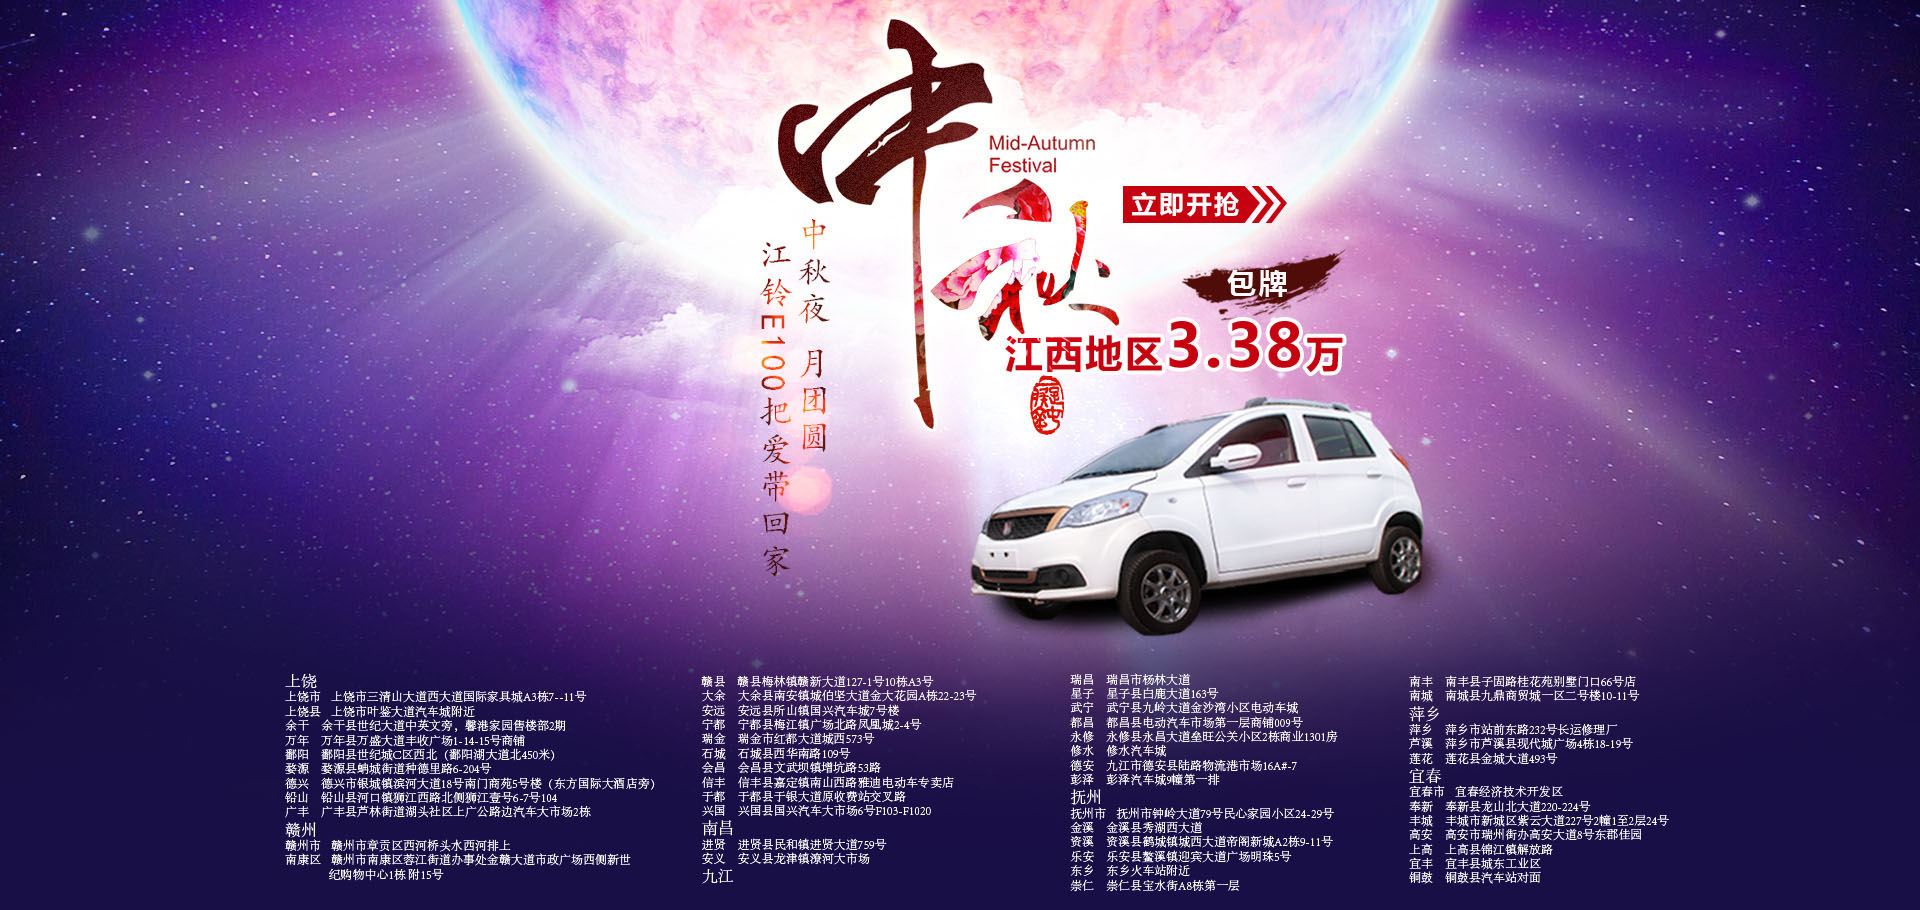 中秋
Mid-Autumn
Festival
立即开抢
包牌
江西地区3.38万
中秋夜 月团圆
江铃E100把爱带回家
上饶
上饶市 上饶市三清山大道西大道国际家具城A3栋7--11号
上饶县 上饶市叶鉴大道汽车城附近
余干 余干县世纪大道中英文旁，馨港家园售楼部2期
万年 万年县万盛大道丰收广场1-14-15号商铺
鄱阳 鄱阳县世纪城C区西北（鄱阳湖大道北450米）
婺源 婺源县蚺城街道种德里路6-204号
德兴 德兴市银城镇滨河大道18号南门商苑5号楼（东方国际大酒店旁）
铅山 铅山县河口镇狮江西路北侧狮江壹号6-7号104
广丰 广丰县芦林街道湖头社区上广公路边汽车大市场2栋
赣州
赣州市 赣州市章贡区西河桥头水西河排上
南康区 赣州市南康区蓉江街道办事处金赣大道市政广场西侧新世
纪购物中心1栋 附15号
赣县 赣县梅林镇赣新大道127-1号10栋A3号
大余 大余县南安镇城伯坚大道金大花园A栋22-23号
安远 安远县所山镇国兴汽车城7号楼
宁都 宁都县梅江镇广场北路凤凰城2-4号
瑞金 瑞金市红都大道城西573号
石城 石城县西华南路109号
会昌 会昌县文武坝镇增坑路53路
信丰 信丰县嘉定镇南山西路雅迪电动车专卖店
于都 于都县于银大道原收费站交叉路
兴国 兴国县国兴汽车大市场6号F103-F1020
南昌
进贤 进贤县民和镇进贤大道759号
安义 安义县龙津镇潦河大市场
九江
瑞昌 瑞昌市杨林大道
星子 星子县白鹿大道163号
武宁 武宁县九岭大道金沙湾小区电动车城
都昌 都昌县电动汽车市场第一层商铺009号
永修 永修县永昌大道垒旺公关小区2栋商业1301房
修水 修水汽车城
德安 九江市德安县陆路物流港市场16A#-7
彭泽 彭泽汽车城9幢第一排
抚州
抚州市 抚州市钟岭大道79号民心家园小区24-29号
金溪 金溪县秀湖西大道
资溪 资溪县鹤城镇城西大道帝阁新城A2栋9-11号
乐安 乐安县鳌溪镇迎宾大道广场明珠5号
东乡 东乡火车站附近
崇仁 崇仁县宝水街A8栋第一层
南丰 南丰县子固路桂花苑别墅门口66号店
南城 南城县九鼎商贸城一区二号楼10-11号
萍乡
萍乡 萍乡市站前东路232号长运修理厂
芦溪 萍乡市芦溪县现代城广场4栋18-19号
莲花 莲花县金城大道493号
宜春
宜春市 宜春经济技术开发区
奉新 奉新县龙山北大道220-224号
丰城 丰城市新城区紫云大道227号2幢1至2层24号
高安 高安市瑞州街办高安大道8号东郡佳园
上高 上高县锦江镇解放路
宜丰 宜丰县城东工业区
铜鼓 铜鼓县汽车站对面